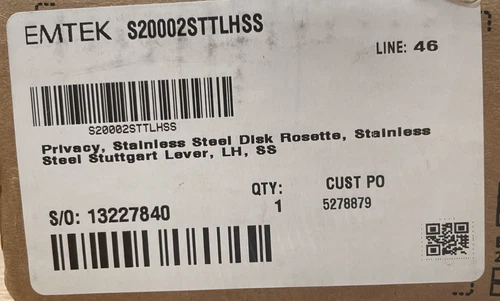 EMTEK S20002STTLHSS
LINE: 46
S20002STTLHSS
Privacy, Stainless Steel Disk Rosette, Stainless
Steel Stuttgart Lever, LH, SS
QTY: CUST PO
S/O: 13227840 1 5278879